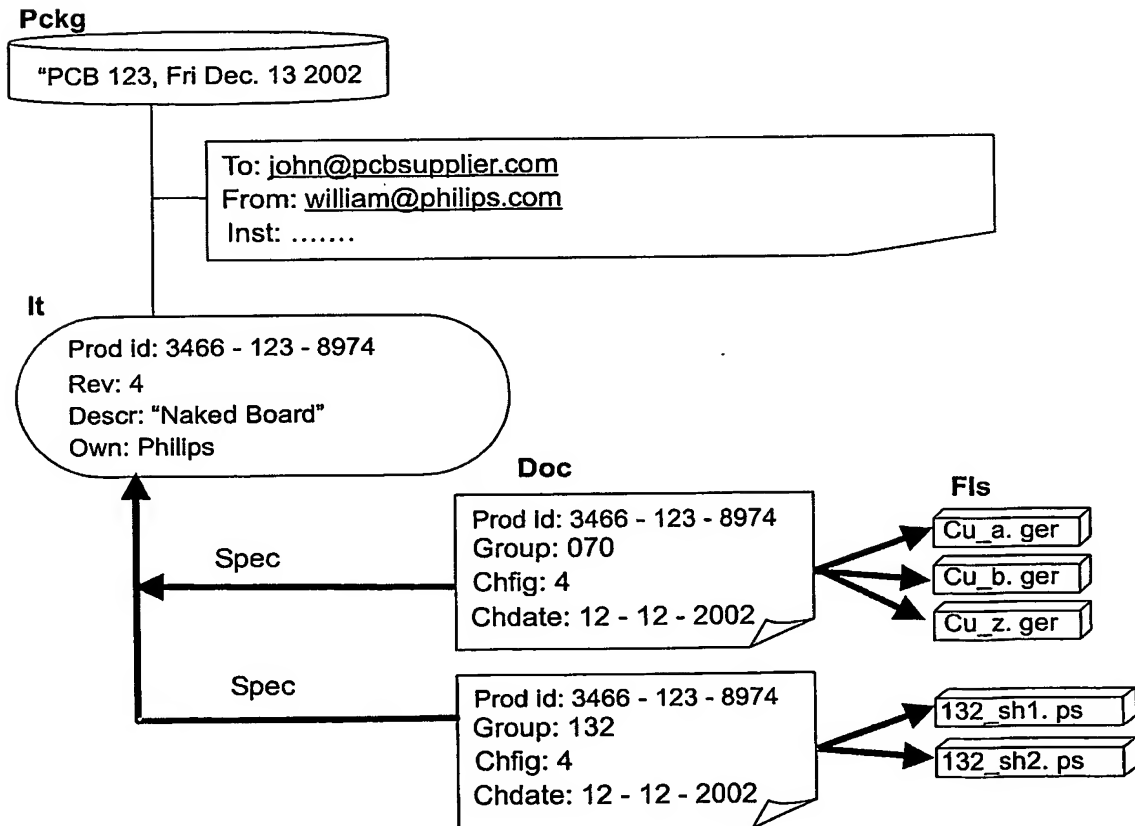 Pckg
“PCB 123, Fri Dec. 13 2002
To: john@pcbsupplier.com
From: william@philips.com
Inst: .......
It
Prod id: 3466 - 123 - 8974
Rev: 4
Descr: “Naked Board”
Own: Philips
Doc
Fls
Prod id: 3466 - 123 - 8974
Group: 070
Chfig: 4
Chdate: 12 - 12 - 2002
Spec
Cu_a. ger
Cu_b. ger
Cu_z. ger
Spec
Prod id: 3466 - 123 - 8974
Group: 132
Chfig: 4
Chdate: 12 - 12 - 2002
132_sh1. ps
132_sh2. ps